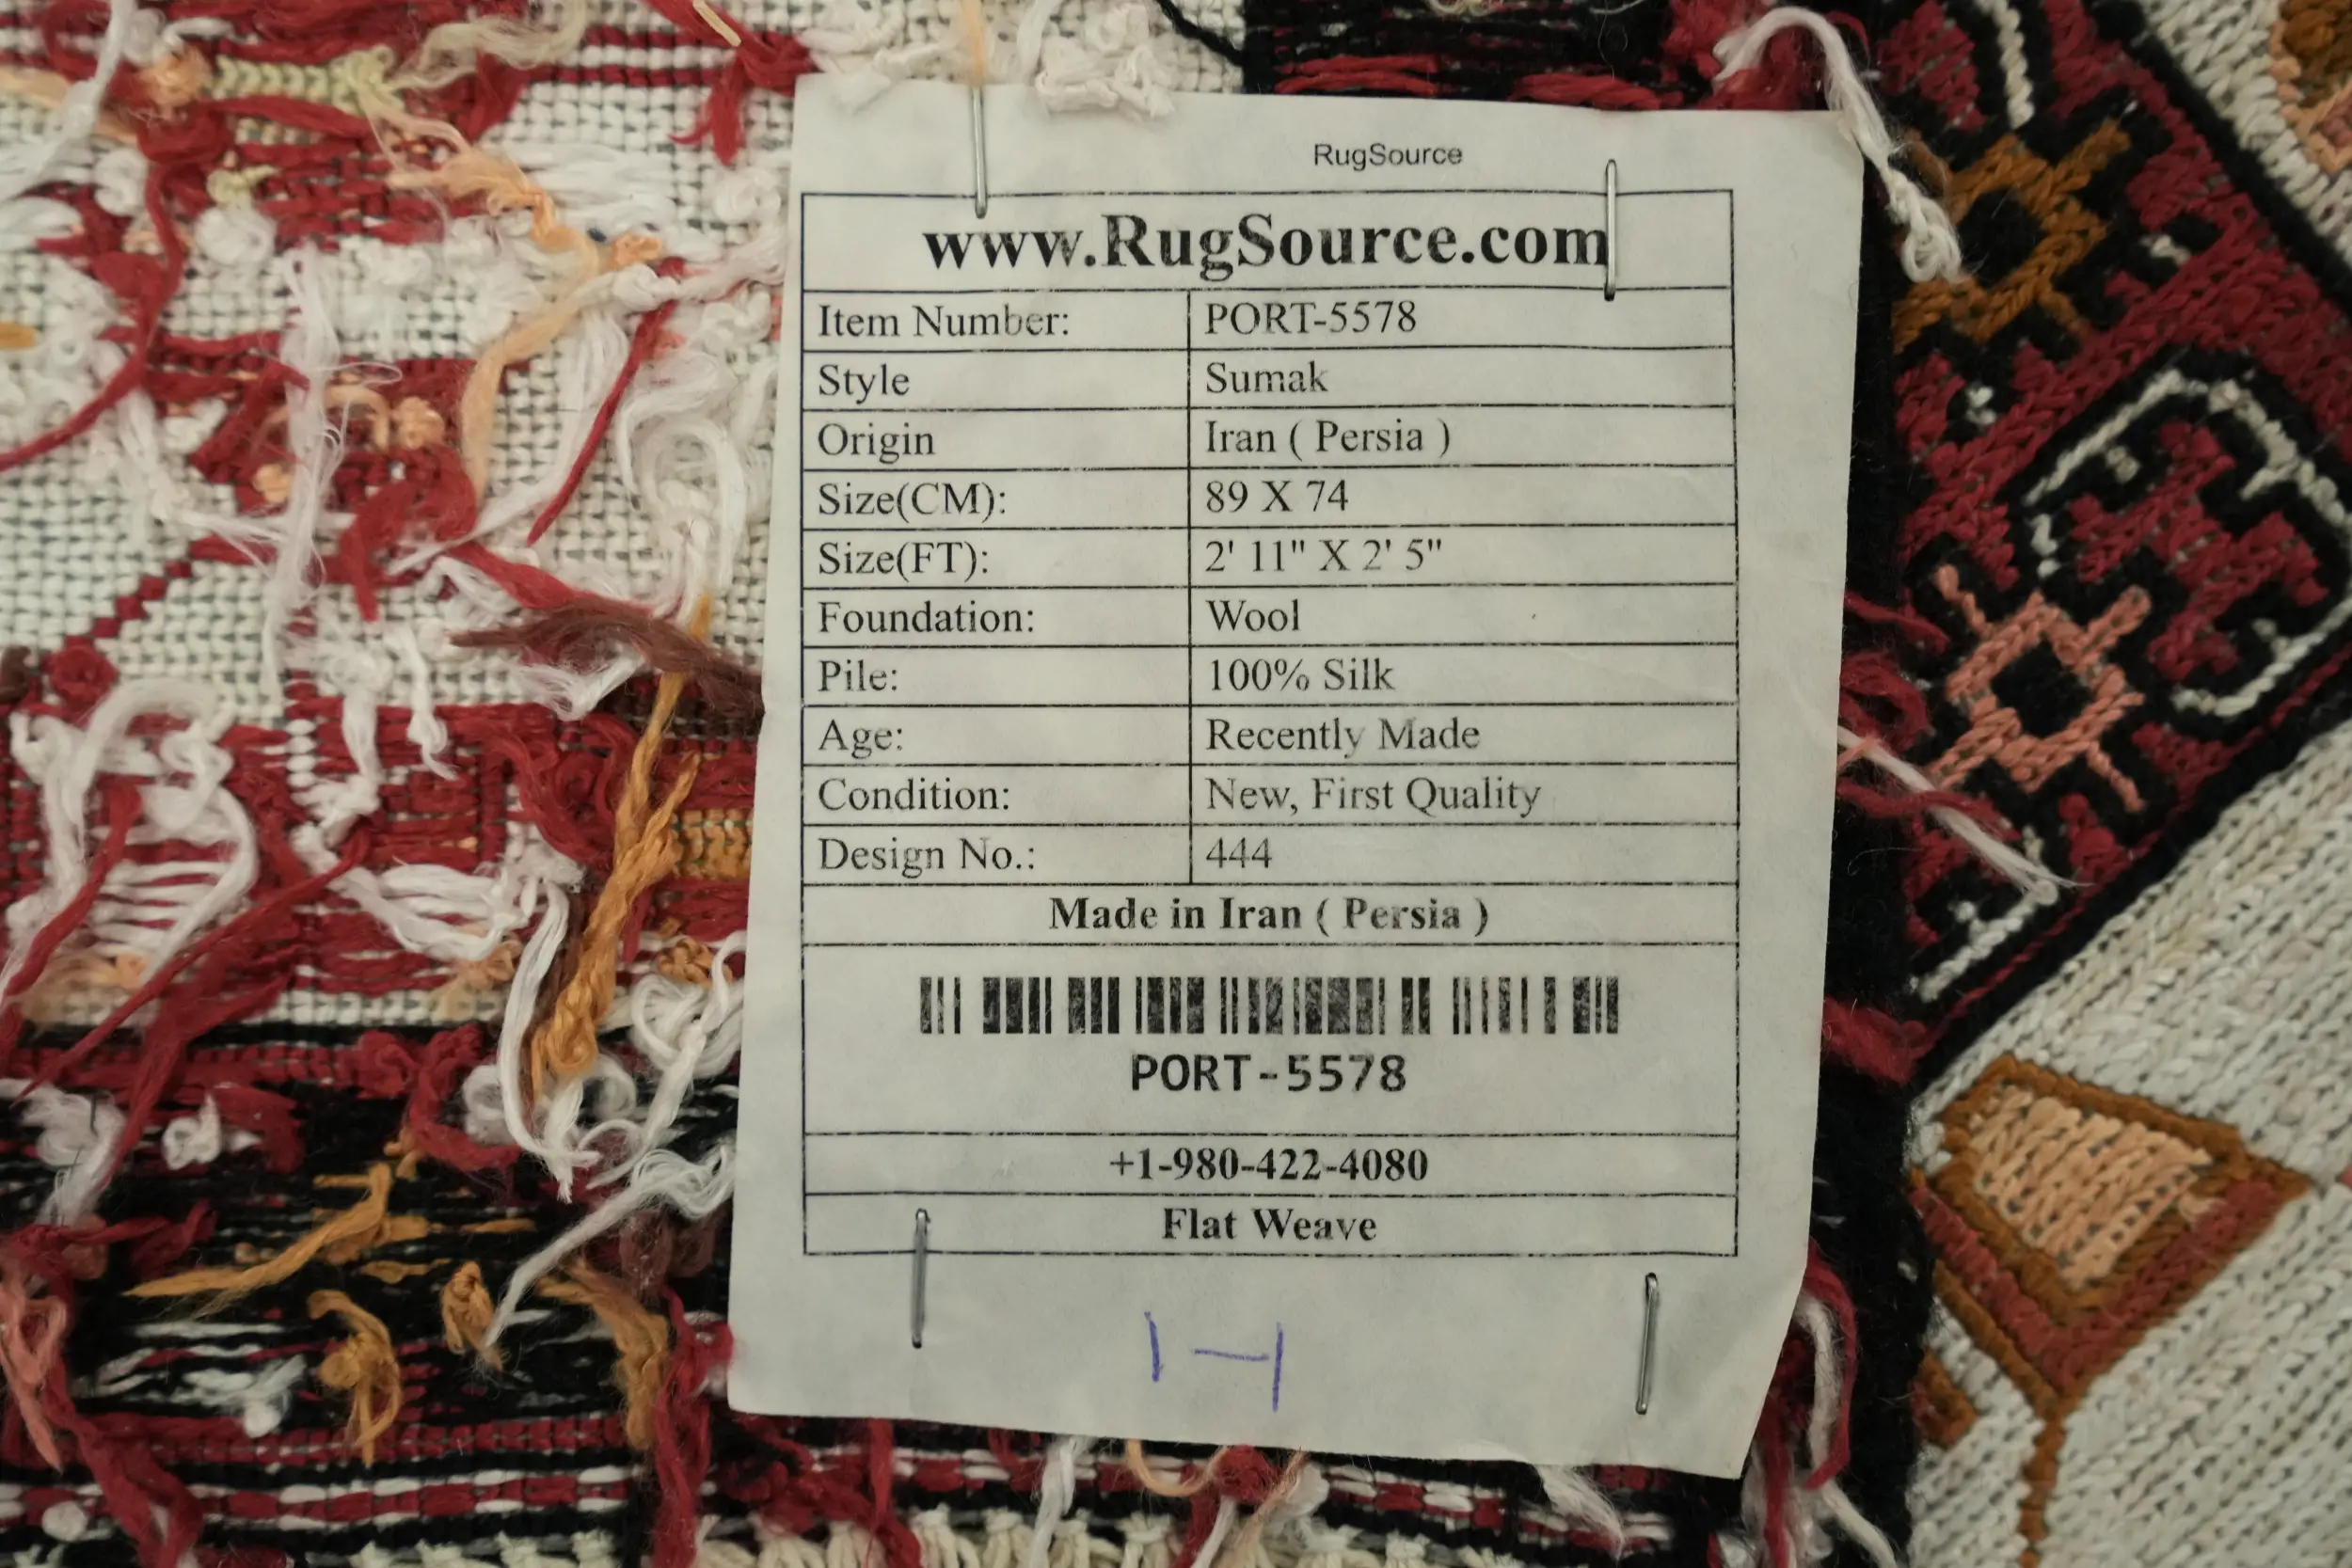 RugSource
www.RugSource.com
Item Number: PORT-5578
Style Sumak
Origin Iran ( Persia )
Size(CM): 89 X 74
Size(FT): 2' 11" X 2' 5"
Foundation: Wool
Pile: 100% Silk
Age: Recently Made
Condition: New, First Quality
Design No.: 444
Made in Iran ( Persia )
PORT-5578
+1-980-422-4080
Flat Weave
1-1